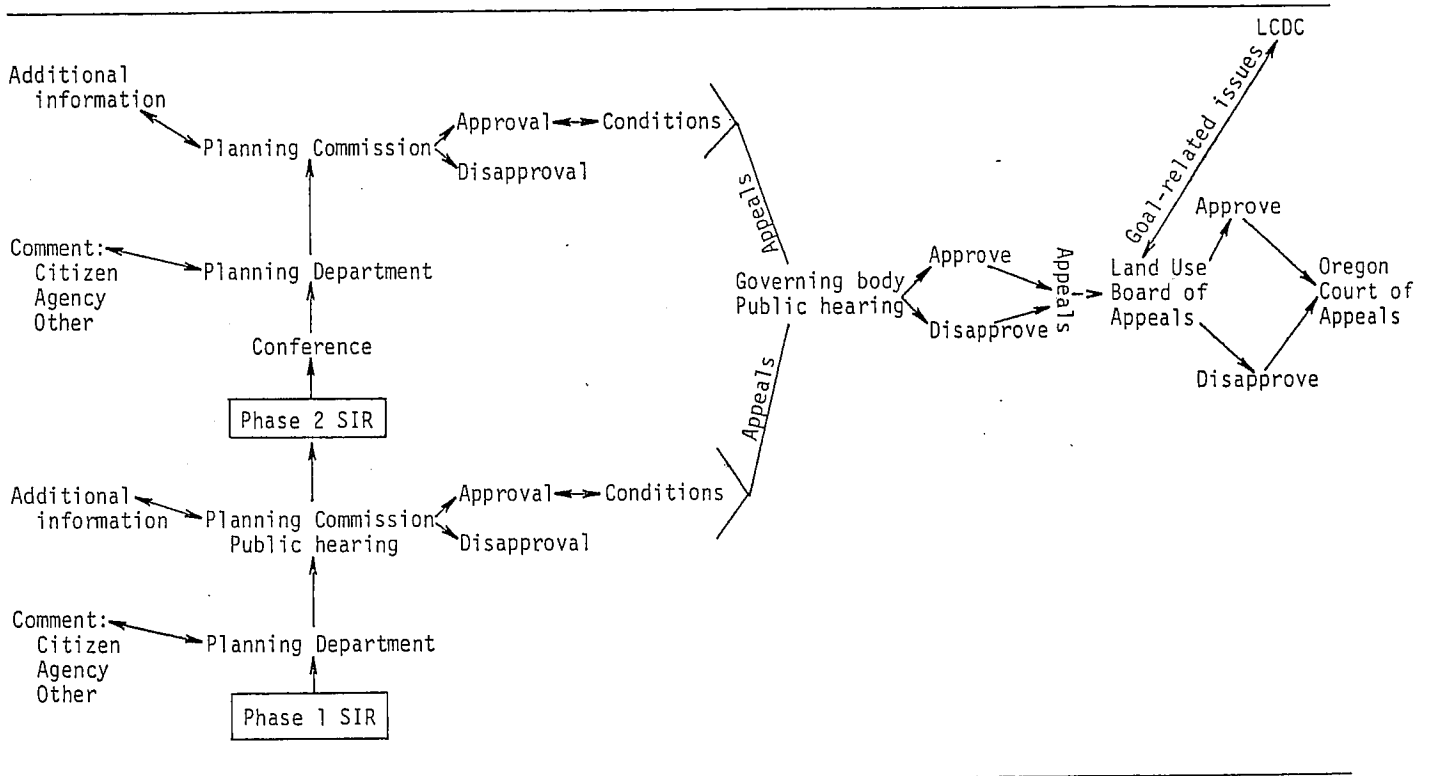 LCDC
Goal-related issues
Additional
information
Planning Commission
Approval
Conditions
Disapproval
Appeals
Comment:
Citizen
Agency
Other
Planning Department
Conference
Phase 2 SIR
Governing body
Public hearing
Approve
Disapprove
Appeals
Land Use
Board of
Appeals
Approve
Disapprove
Oregon
Court of
Appeals
Appeals
Additional
information
Planning Commission
Public hearing
Approval
Conditions
Disapproval
Comment:
Citizen
Agency
Other
Planning Department
Phase 1 SIR